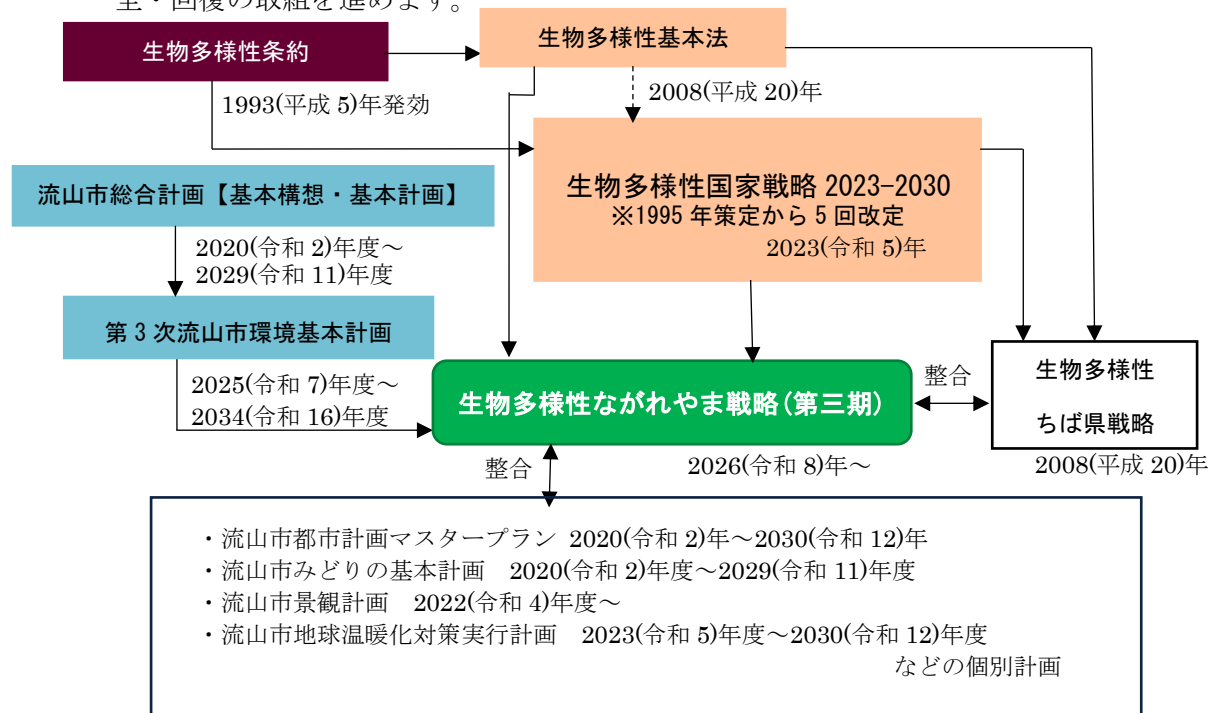 全・回復の取組を進めます。
生物多様性条約
生物多様性基本法
1993(平成 5)年発効
2008(平成 20)年
生物多様性国家戦略 2023-2030
※1995 年策定から 5 回改定
2023(令和 5)年
流山市総合計画【基本構想・基本計画】
2020(令和 2)年度～
2029(令和 11)年度
第 3 次流山市環境基本計画
2025(令和 7)年度～
2034(令和 16)年度
生物多様性ながれやま戦略(第三期)
2026(令和 8)年～
整合
生物多様性
ちば県戦略
2008(平成 20)年
整合
・流山市都市計画マスタープラン 2020(令和 2)年～2030(令和 12)年
・流山市みどりの基本計画　2020(令和 2)年度～2029(令和 11)年度
・流山市景観計画　2022(令和 4)年度～
・流山市地球温暖化対策実行計画　2023(令和 5)年度～2030(令和 12)年度
などの個別計画